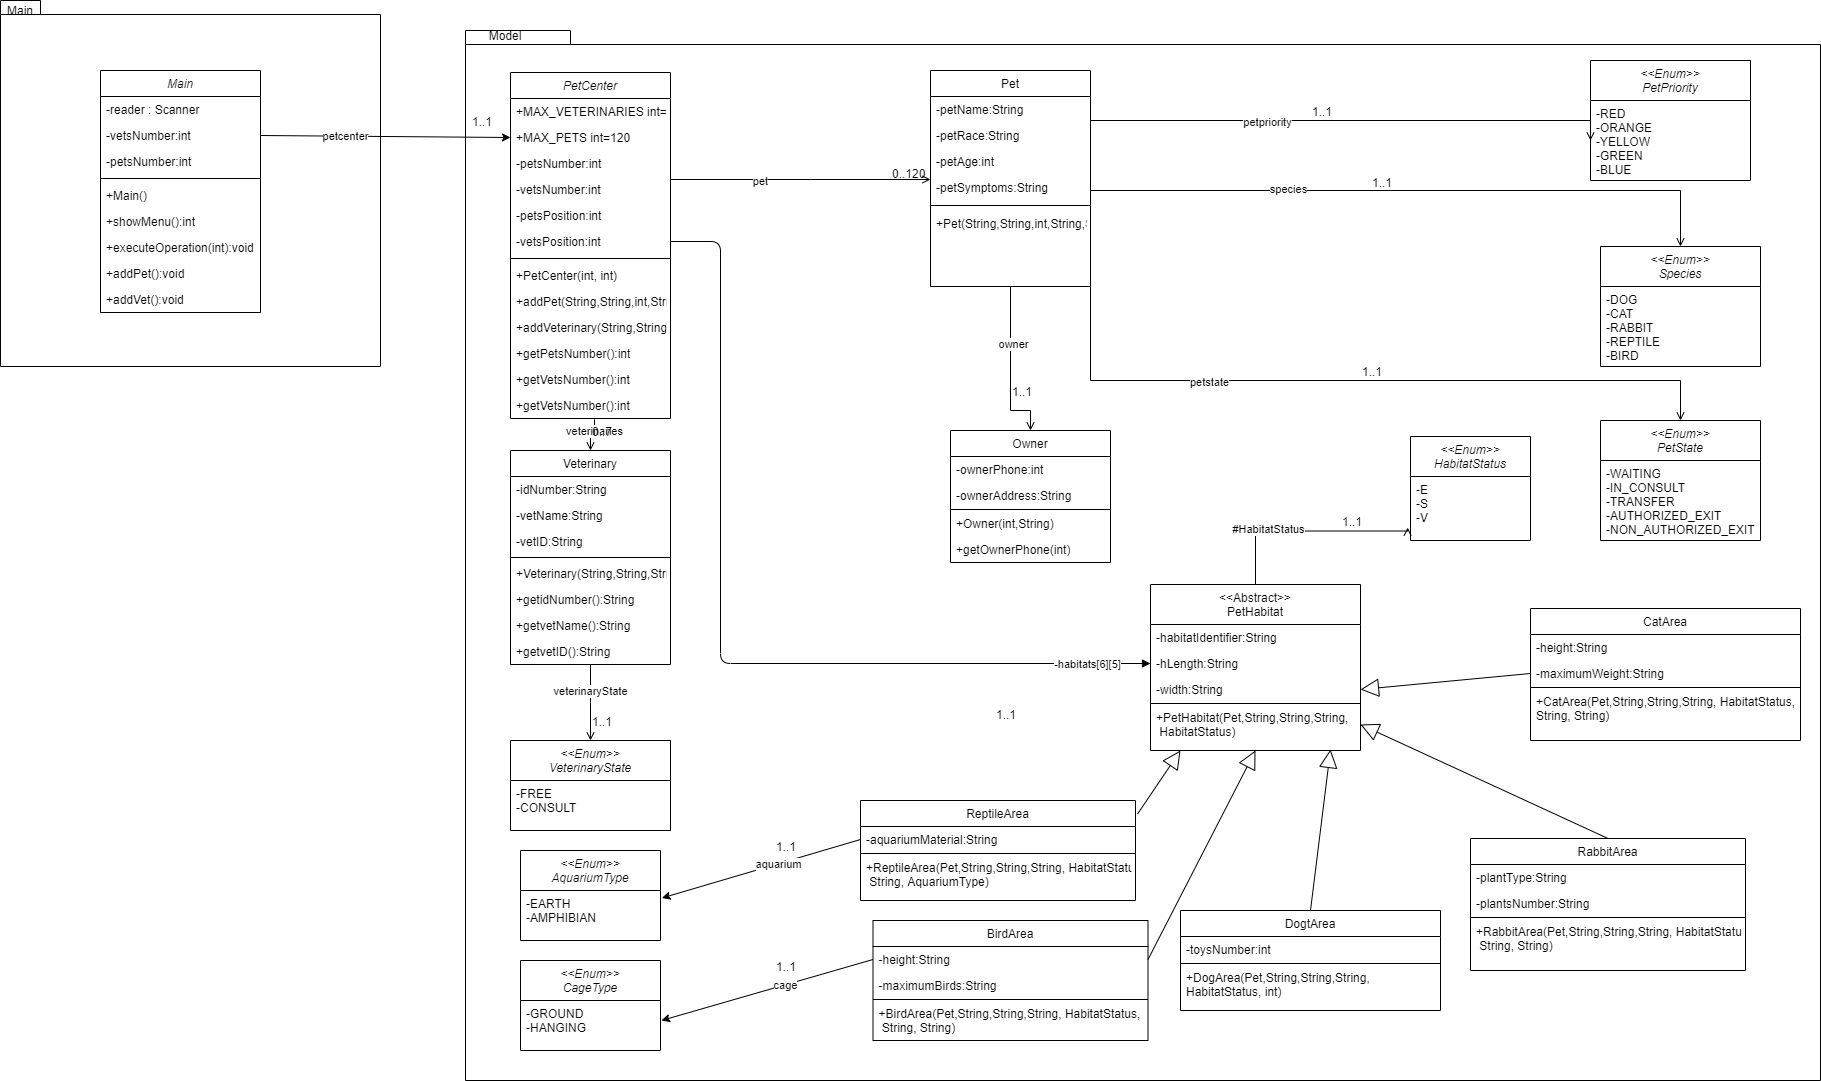 Main
Main
-reader : Scanner
-vetsNumber:int
-petsNumber:int
+Main()
+showMenu():int
+executeOperation(int):void
+addPet():void
+addVet():void
petcenter
1..1
Model
PetCenter
+MAX_VETERINARIES int=
+MAX_PETS int=120
-petsNumber:int
-vetsNumber:int
-petsPosition:int
-vetsPosition:int
+PetCenter(int, int)
+addPet(String,String,int,Str
+addVeterinary(String,String
+getPetsNumber():int
+getVetsNumber():int
+getVetsNumber():int
pet
0..120
Pet
-petName:String
-petRace:String
-petAge:int
-petSymptoms:String
+Pet(String,String,int,String,
petpriority
1..1
<<Enum>>
PetPriority
-RED
-ORANGE
-YELLOW
-GREEN
-BLUE
species
1..1
<<Enum>>
Species
-DOG
-CAT
-RABBIT
-REPTILE
-BIRD
petstate
1..1
<<Enum>>
PetState
-WAITING
-IN_CONSULT
-TRANSFER
-AUTHORIZED_EXIT
-NON_AUTHORIZED_EXIT
owner
1..1
Owner
-ownerPhone:int
-ownerAddress:String
+Owner(int,String)
+getOwnerPhone(int)
veterinaries
0..7
Veterinary
-idNumber:String
-vetName:String
-vetID:String
+Veterinary(String,String,Str
+getidNumber():String
+getvetName():String
+getvetID():String
veterinaryState
1..1
<<Enum>>
VeterinaryState
-FREE
-CONSULT
<<Enum>>
HabitatStatus
-E
-S
-V
#HabitatStatus
1..1
-habitats[6][5]
1..1
<<Abstract>>
PetHabitat
-habitatIdentifier:String
-hLength:String
-width:String
+PetHabitat(Pet,String,String,String,
HabitatStatus)
CatArea
-height:String
-maximumWeight:String
+CatArea(Pet,String,String,String, HabitatStatus,
String, String)
ReptileArea
-aquariumMaterial:String
+ReptileArea(Pet,String,String,String, HabitatStatu
String, AquariumType)
1..1
aquarium
<<Enum>>
AquariumType
-EARTH
-AMPHIBIAN
BirdArea
-height:String
-maximumBirds:String
+BirdArea(Pet,String,String,String, HabitatStatus,
String, String)
1..1
cage
<<Enum>>
CageType
-GROUND
-HANGING
DogtArea
-toysNumber:int
+DogArea(Pet,String,String,String,
HabitatStatus, int)
RabbitArea
-plantType:String
-plantsNumber:String
+RabbitArea(Pet,String,String,String, HabitatStatu
String, String)